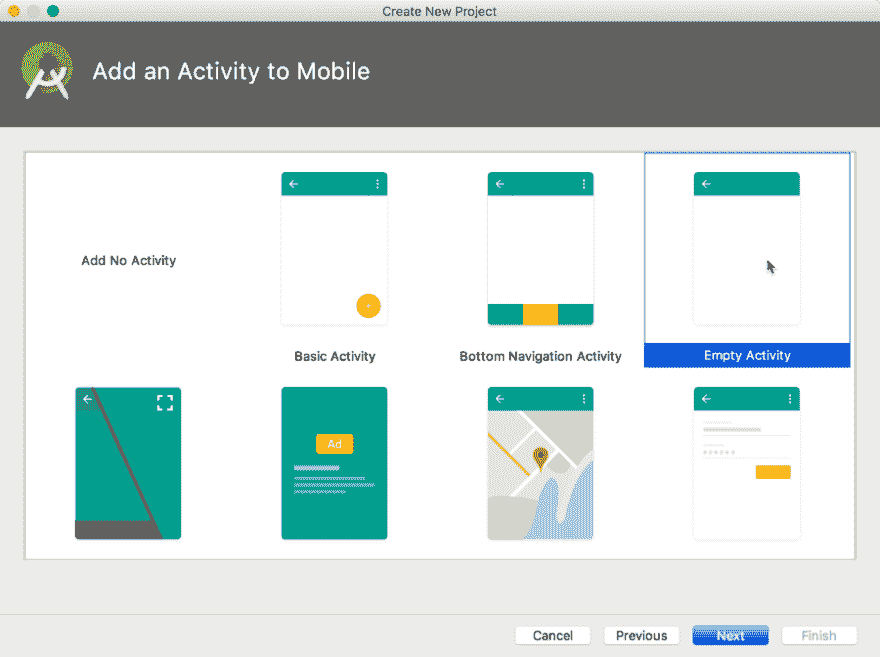 Create New Project
Add an Activity to Mobile
Add No Activity
Basic Activity
Bottom Navigation Activity
Empty Activity
Ad
Cancel
Previous
Next
Finish